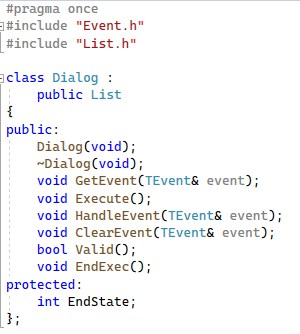 #pragma once
#include "Event.h"
#include "List.h"
class Dialog :
public List
{
public:
Dialog(void);
~Dialog(void);
void GetEvent(TEvent& event);
void Execute();
void HandleEvent(TEvent& event);
void ClearEvent(TEvent& event);
bool Valid();
void EndExec();
protected:
int EndState;
};